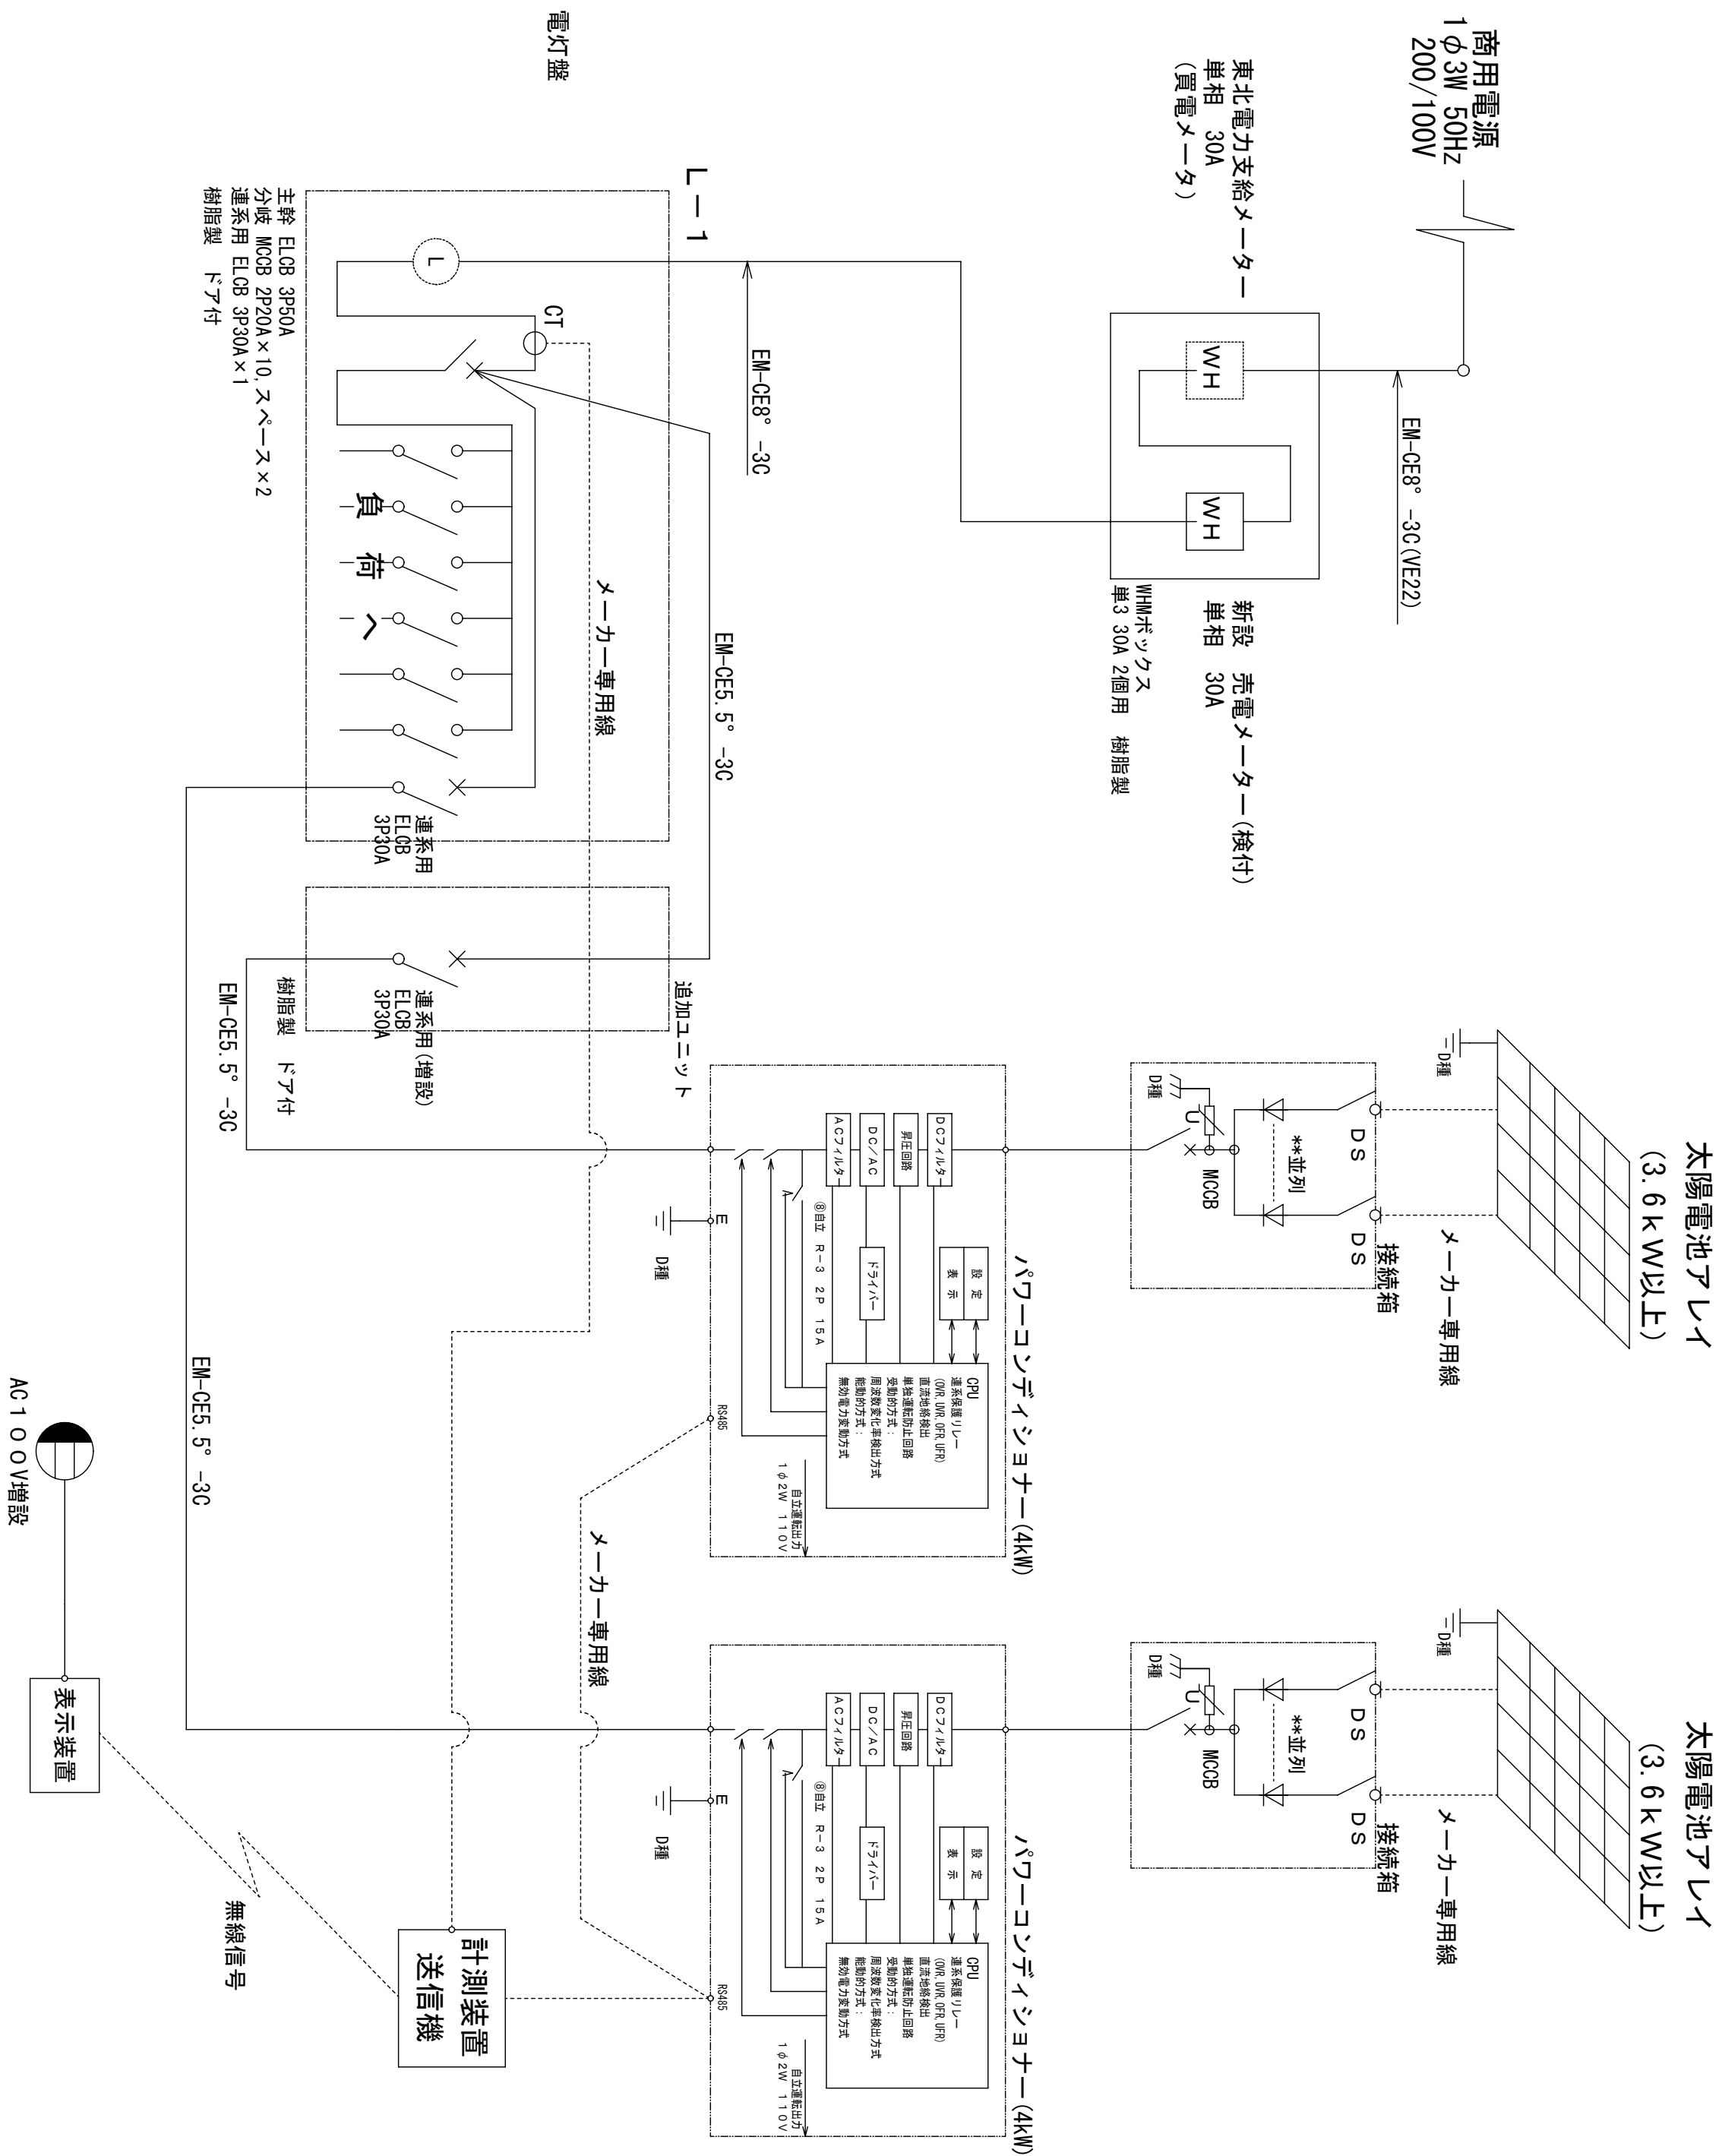 太陽電池アレイ
(3.6kW以上)
太陽電池アレイ
(3.6kW以上)
商用電源
1φ3W 50Hz
200/100V
D種
メーカー専用線
D種
メーカー専用線
EM-CE8° -3C(VE22)
接続箱
DS
DS
**並列
MCCB
U
D種
接続箱
DS
DS
**並列
MCCB
U
D種
東北電力支給メーター
単相 30A
(買電メータ)
新設 売電メーター(検付)
単相 30A
WH
WH
WHMボックス
単3 30A 2個用 樹脂製
パワーコンディショナー(4kW)
DCフィルター
昇圧回路
DC/AC
ACフィルター
設 定
表 示
ドライバー
CPU
連系保護リレー
(OVR,UVR,OFR,UFR)
直流地絡検出
単独運転防止回路
受動的方式:
周波数変化率検出方式
能動的方式:
無効電力変動方式
A
⑧自立 R-3 2P 15A
自立運転出力
1φ2W 110V
E
D種
RS485
パワーコンディショナー(4kW)
DCフィルター
昇圧回路
DC/AC
ACフィルター
設 定
表 示
ドライバー
CPU
連系保護リレー
(OVR,UVR,OFR,UFR)
直流地絡検出
単独運転防止回路
受動的方式:
周波数変化率検出方式
能動的方式:
無効電力変動方式
A
⑧自立 R-3 2P 15A
自立運転出力
1φ2W 110V
E
D種
RS485
EM-CE8° -3C
EM-CE5.5° -3C
L-1
電灯盤
CT
L
メーカー専用線
メーカー専用線
負荷へ
連系用
ELCB
3P30A
追加ユニット
連系用(増設)
ELCB
3P30A
樹脂製 ドア付
主幹 ELCB 3P50A
分岐 MCCB 2P20A×10,スペース×2
連系用 ELCB 3P30A×1
樹脂製 ドア付
EM-CE5.5° -3C
EM-CE5.5° -3C
計測装置
送信機
無線信号
表示装置
AC100V増設